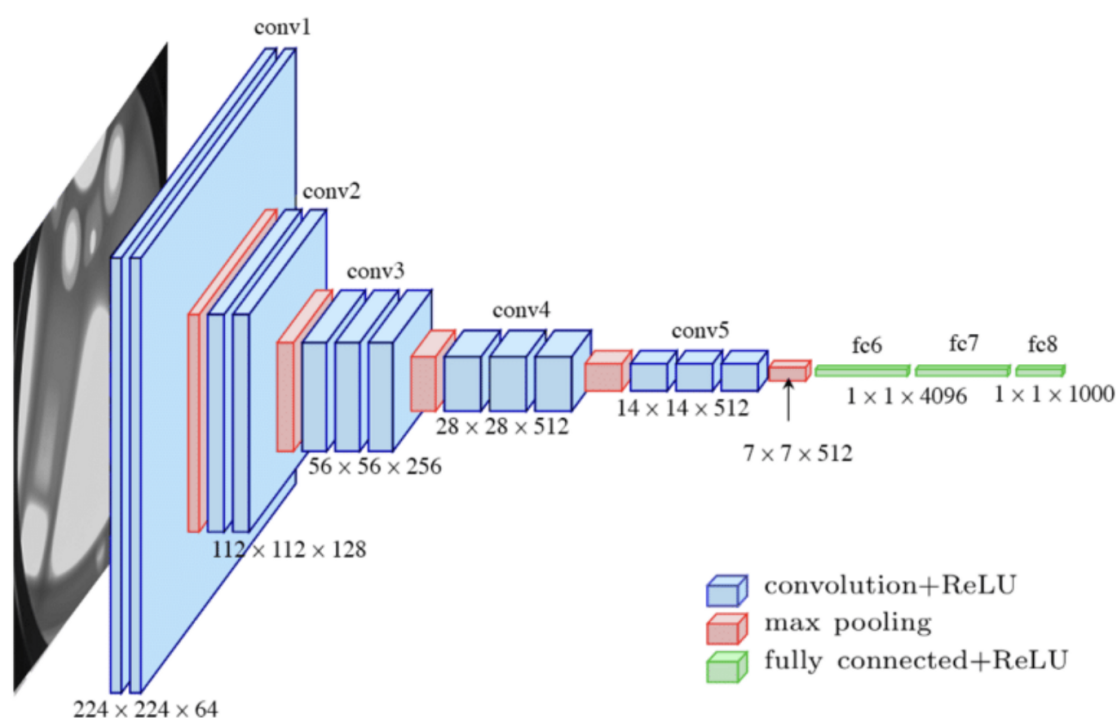 conv1
conv2
conv3
conv4
conv5
fc6
fc7
fc8
1 × 1 × 4096
1 × 1 × 1000
14 × 14 × 512
28 × 28 × 512
7 × 7 × 512
56 × 56 × 256
112 × 112 × 128
224 × 224 × 64
convolution+ReLU
max pooling
fully connected+ReLU